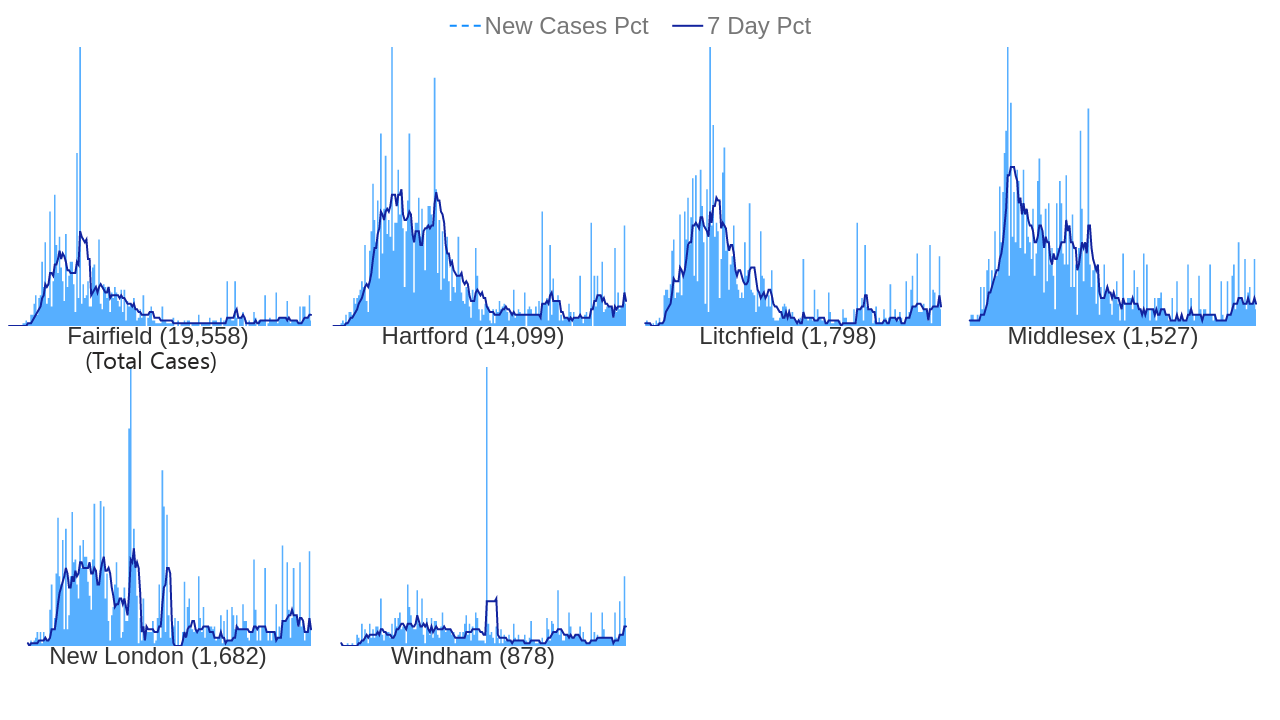 New Cases Pct 7 Day Pct
Fairfield (19,558) Hartford (14,099) Litchfield (1,798) Middlesex (1,527)
(Total Cases)
New London (1,682) Windham (878)